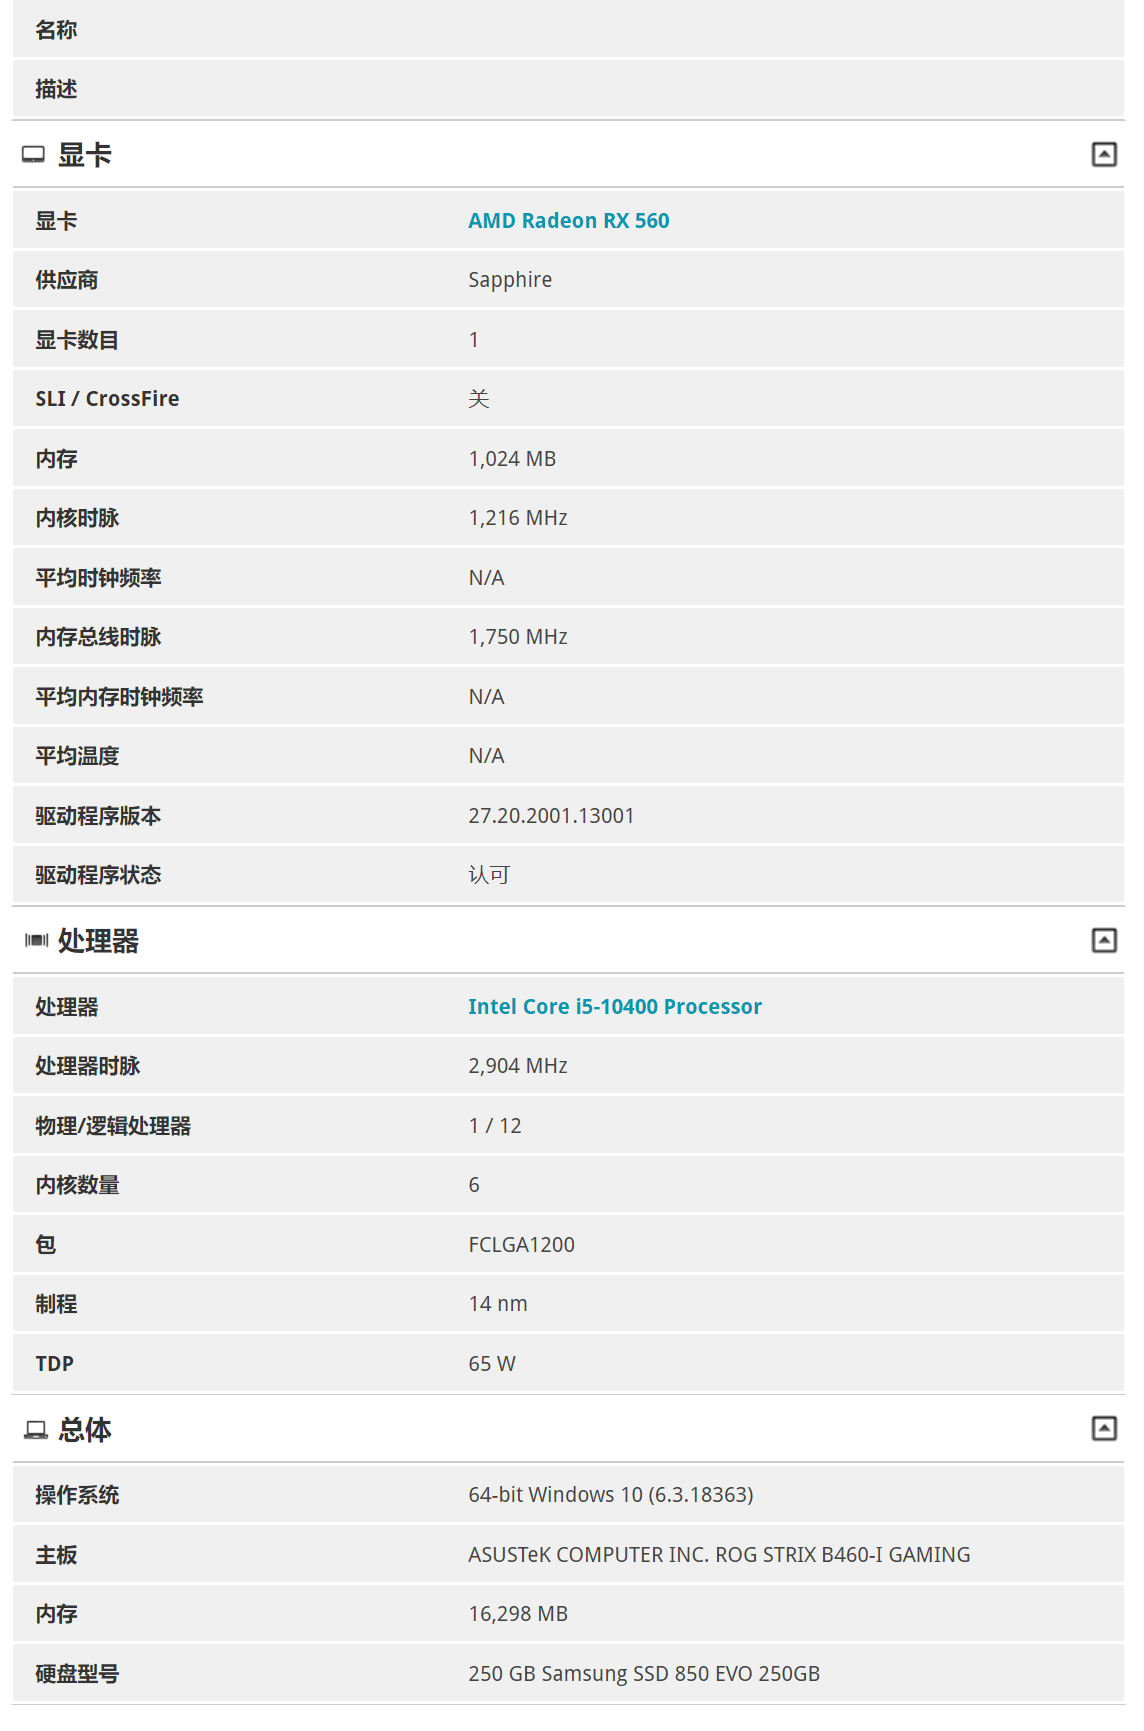 名称
描述
显卡
显卡 AMD Radeon RX 560
供应商 Sapphire
显卡数目 1
SLI / CrossFire 关
内存 1,024 MB
内核时脉 1,216 MHz
平均时钟频率 N/A
内存总线时脉 1,750 MHz
平均内存时钟频率 N/A
平均温度 N/A
驱动程序版本 27.20.2001.13001
驱动程序状态 认可
处理器
处理器 Intel Core i5-10400 Processor
处理器时脉 2,904 MHz
物理/逻辑处理器 1 / 12
内核数量 6
包 FCLGA1200
制程 14 nm
TDP 65 W
总体
操作系统 64-bit Windows 10 (6.3.18363)
主板 ASUSTeK COMPUTER INC. ROG STRIX B460-I GAMING
内存 16,298 MB
硬盘型号 250 GB Samsung SSD 850 EVO 250GB